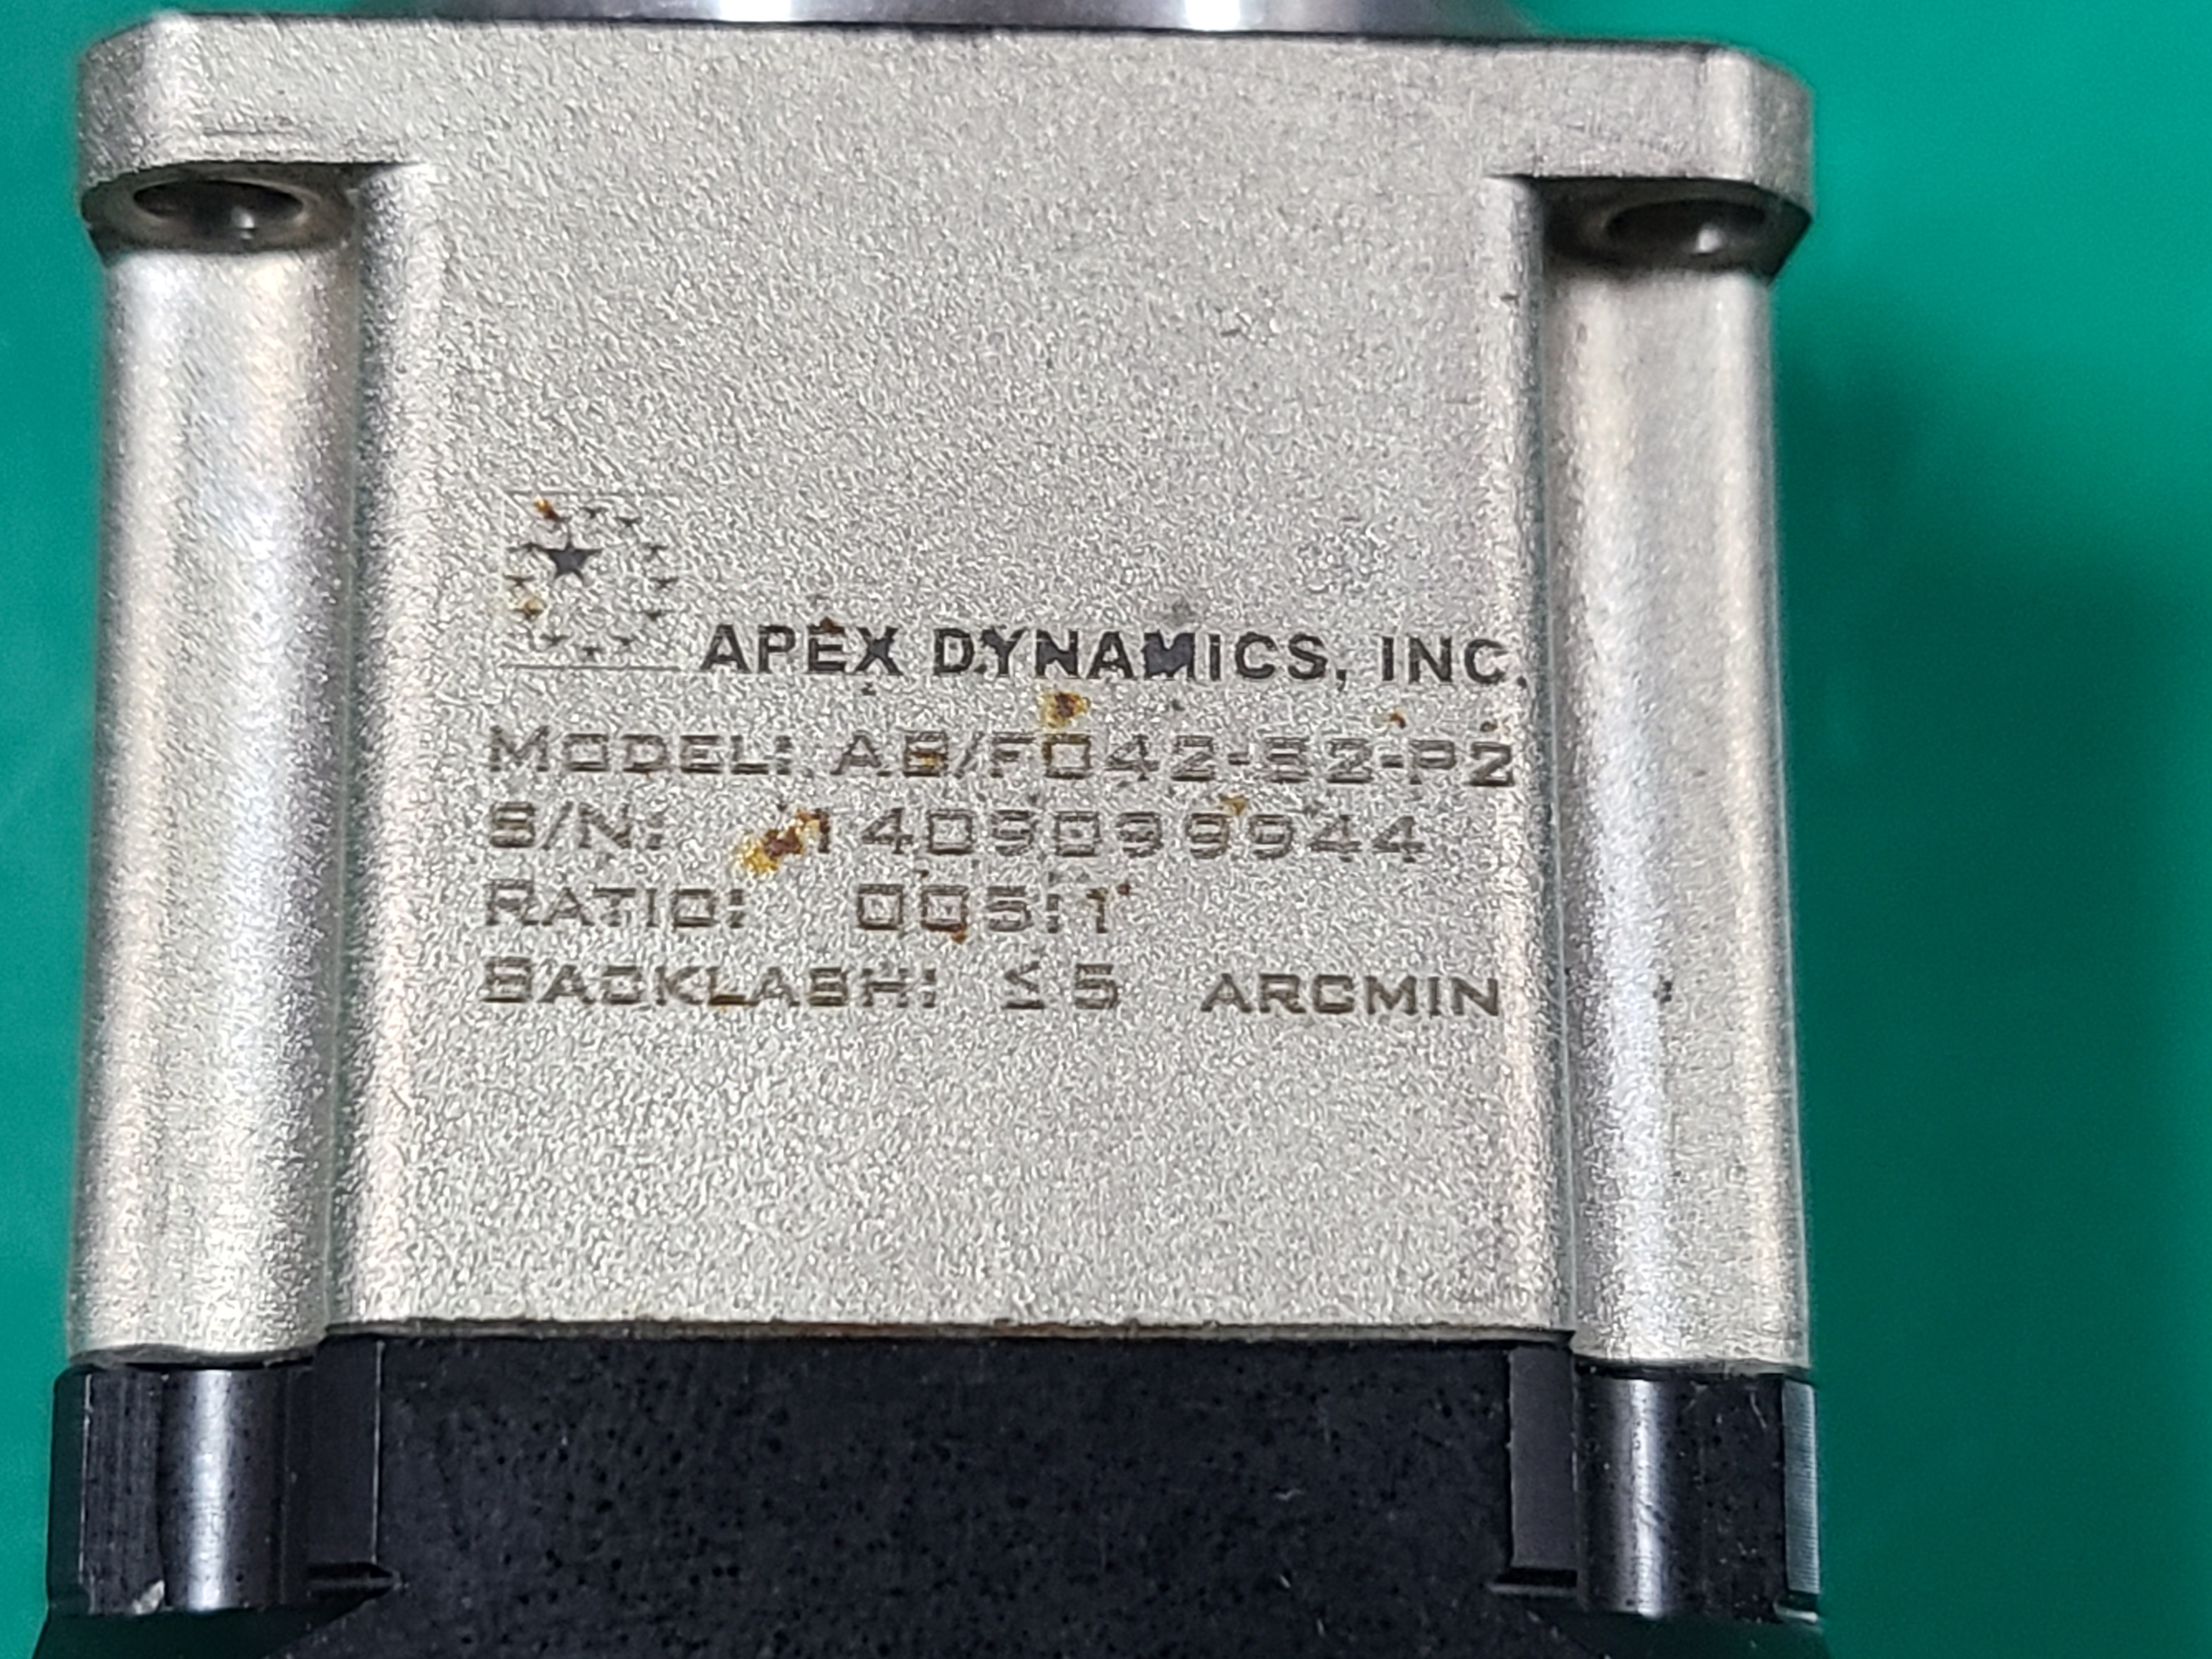 APEX DYNAMICS, INC.
MODEL: AB/F042-S2-P2
S/N: 1409099944
RATIO: 005:1
BACKLASH: ≤ 5 ARCMIN